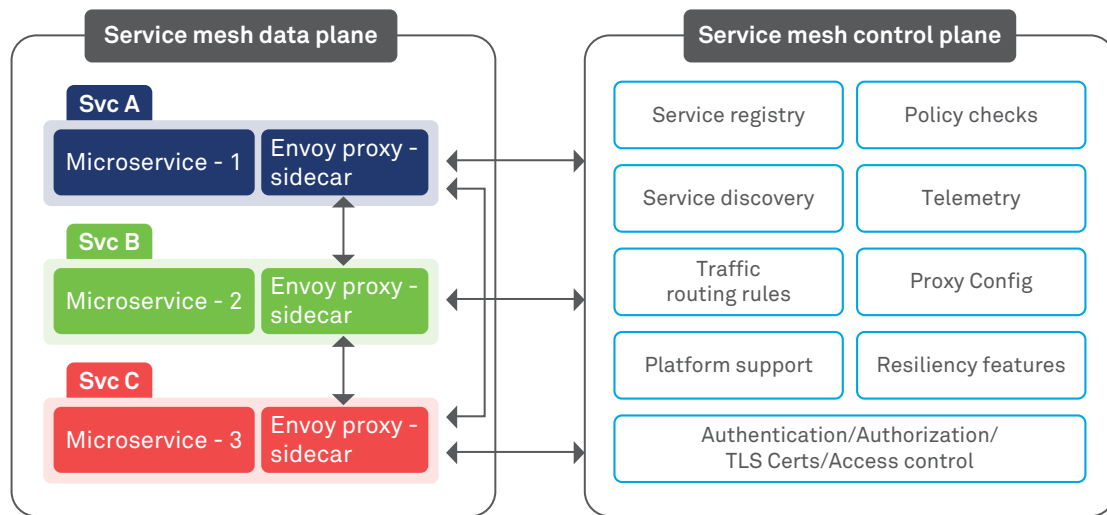 Service mesh data plane
Svc A
Microservice - 1
Envoy proxy -
sidecar
Svc B
Microservice - 2
Envoy proxy -
sidecar
Svc C
Microservice - 3
Envoy proxy -
sidecar
Service mesh control plane
Service registry
Policy checks
Service discovery
Telemetry
Traffic
routing rules
Proxy Config
Platform support
Resiliency features
Authentication/Authorization/
TLS Certs/Access control